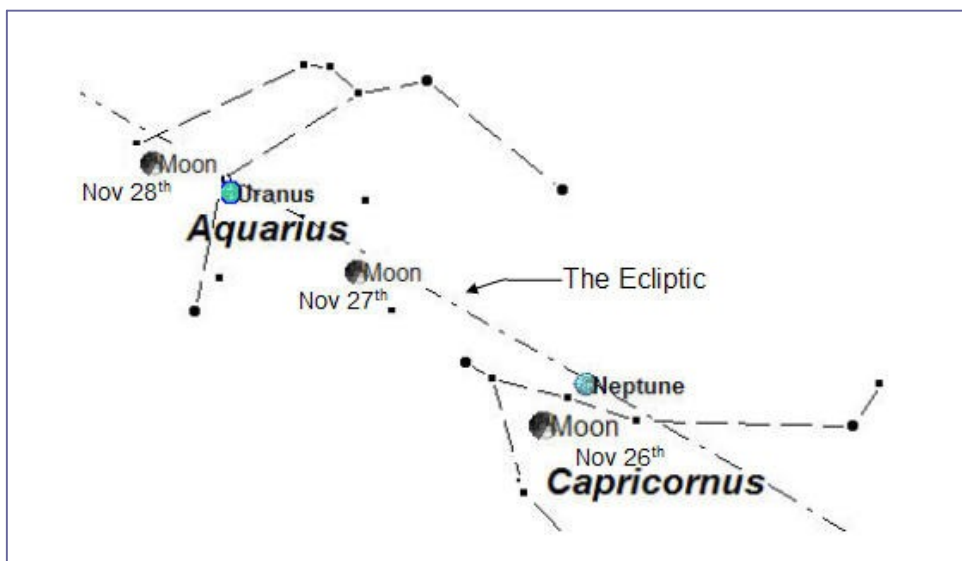 Moon
Nov 28th
Uranus
Aquarius
Moon
Nov 27th
The Ecliptic
Neptune
Moon
Nov 26th
Capricornus